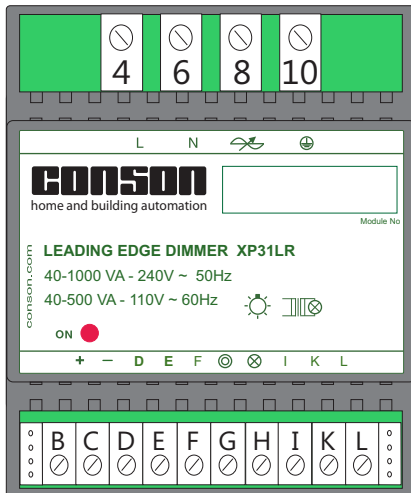 4 6 8 10
L N
CONSON
home and building automation
Module No
conson.com
LEADING EDGE DIMMER XP31LR
40-1000 VA - 240V ~ 50Hz
40-500 VA - 110V ~ 60Hz
ON
+ − D E F I K L
B C D E F G H I K L